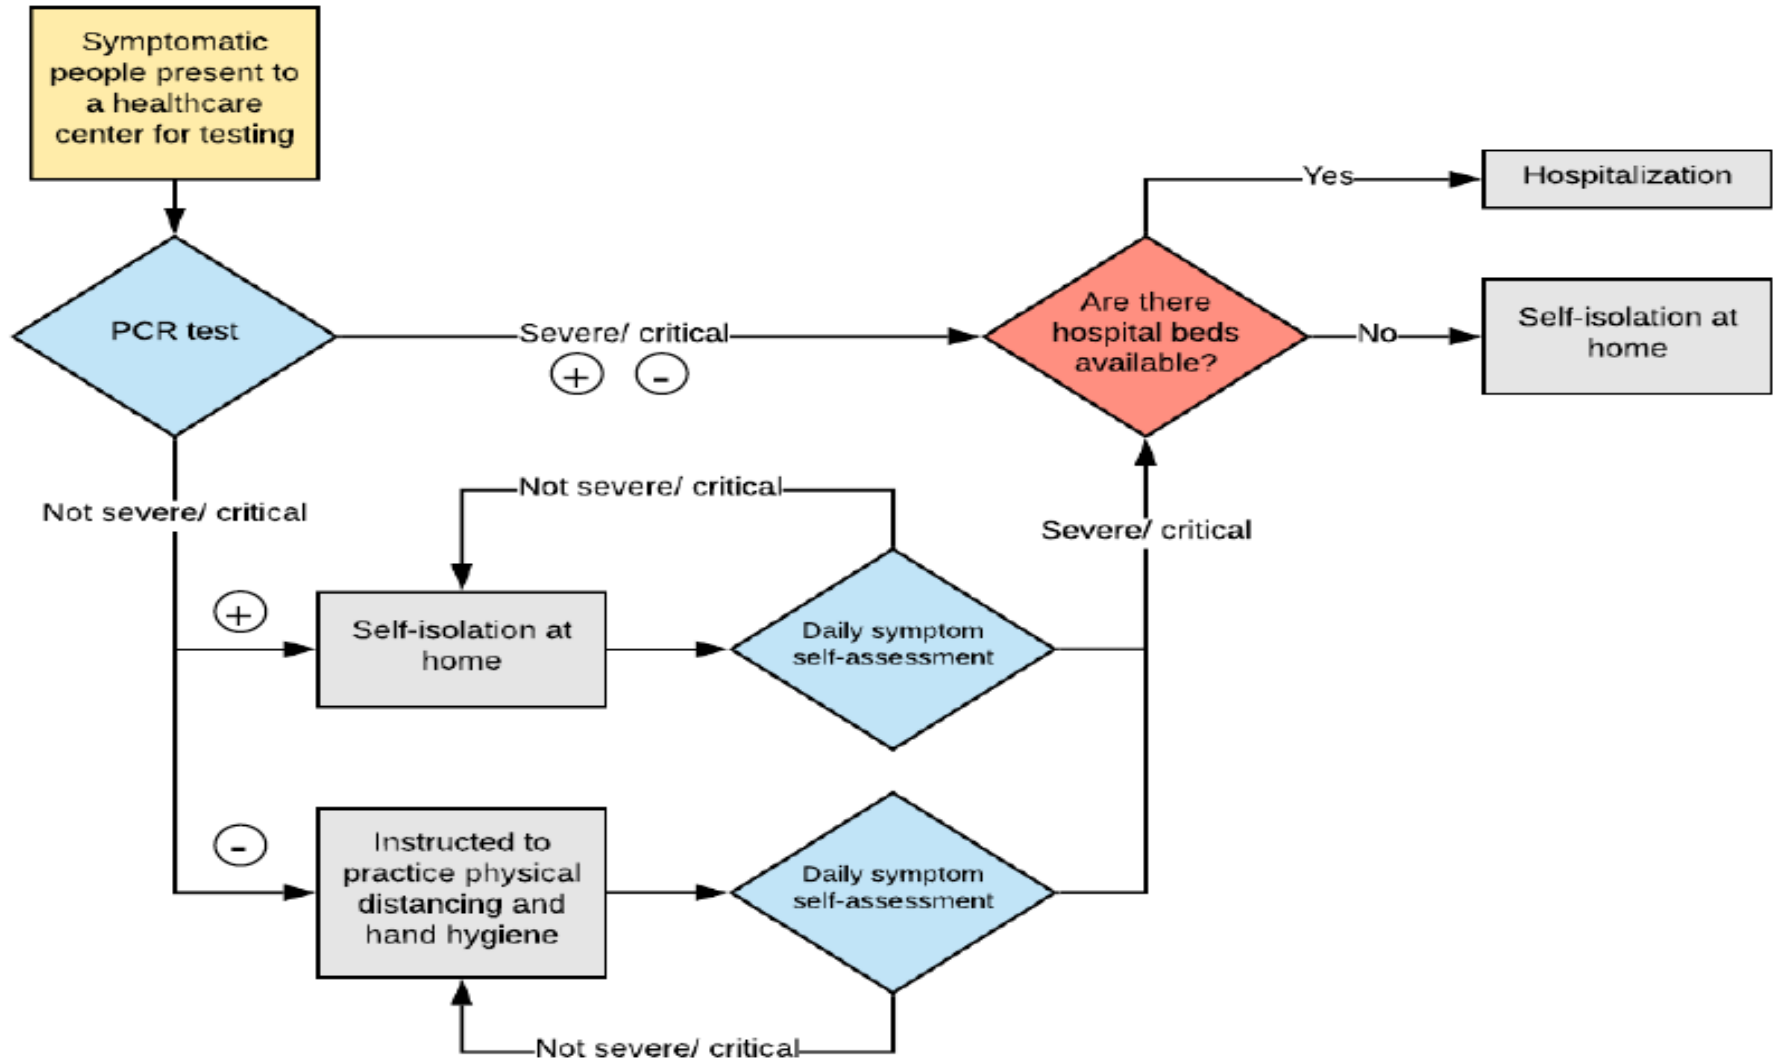 Symptomatic
people present to
a healthcare
center for testing
Yes
Hospitalization
PCR test
Severe/ critical
+ -
Are there
hospital beds
available?
No
Self-isolation at
home
Not severe/ critical
Not severe/ critical
Severe/ critical
+
Self-isolation at
home
Daily symptom
self-assessment
-
Instructed to
practice physical
distancing and
hand hygiene
Daily symptom
self-assessment
Not severe/ critical